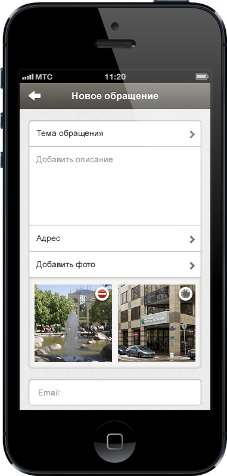 МТС 11:20
Новое обращение
Тема обращения
Добавить описание
Адрес
Добавить фото
Email: